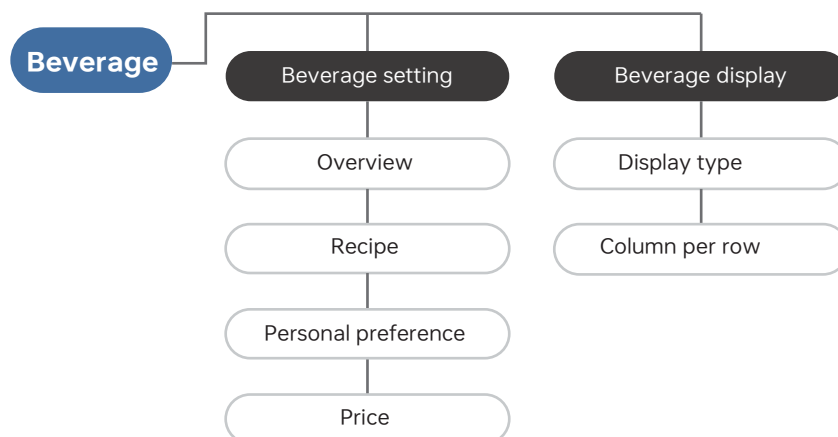 Beverage
Beverage setting
Overview
Recipe
Personal preference
Price
Beverage display
Display type
Column per row